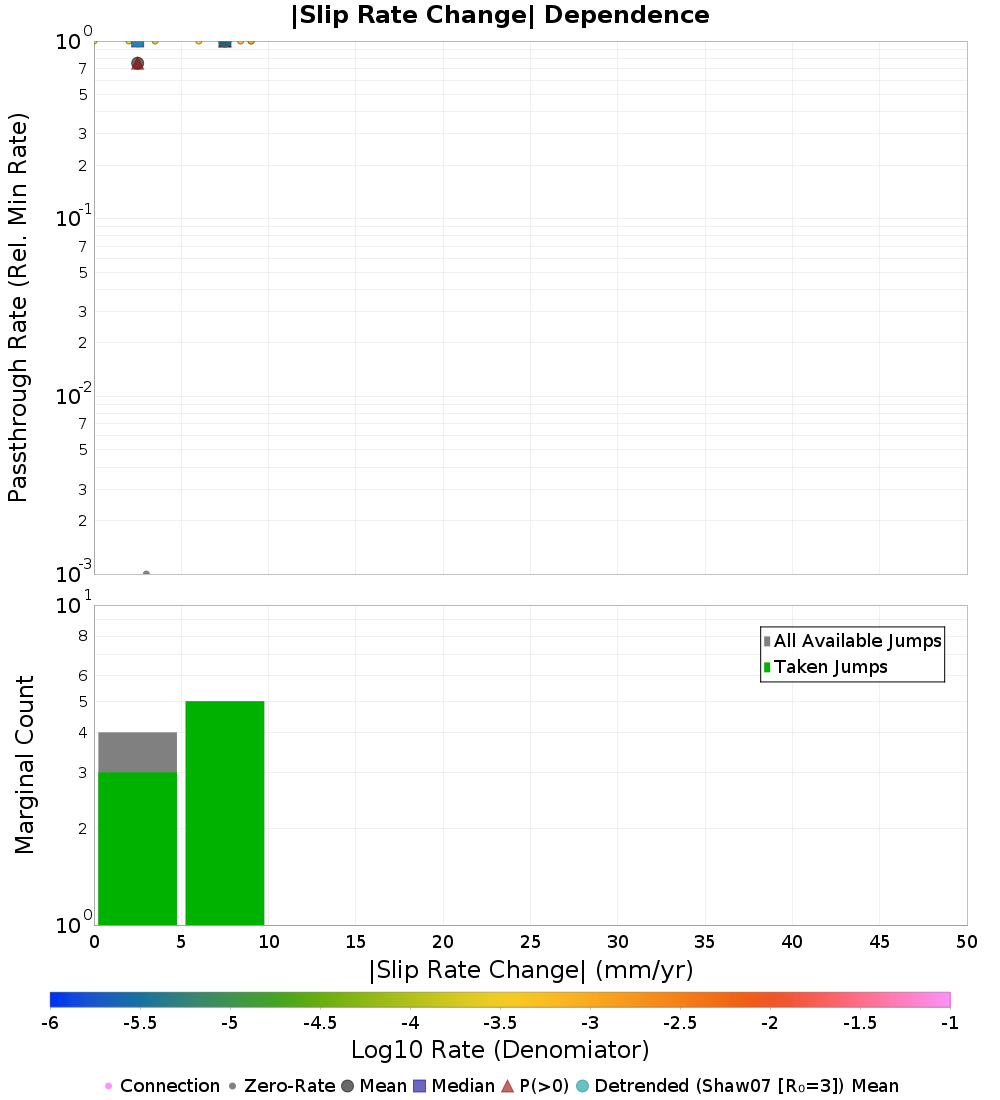 |Slip Rate Change| Dependence
Passthrough Rate (Rel. Min Rate)
10^0
7
5
3
2
10^-1
7
5
3
2
10^-2
7
5
3
2
10^-3
Marginal Count
10^1
8
6
5
4
3
2
10^0
All Available Jumps
Taken Jumps
0 5 10 15 20 25 30 35 40 45 50
|Slip Rate Change| (mm/yr)
-6 -5.5 -5 -4.5 -4 -3.5 -3 -2.5 -2 -1.5 -1
Log10 Rate (Denomiator)
Connection Zero-Rate Mean Median P(>0) Detrended (Shaw07 [R₀=3]) Mean